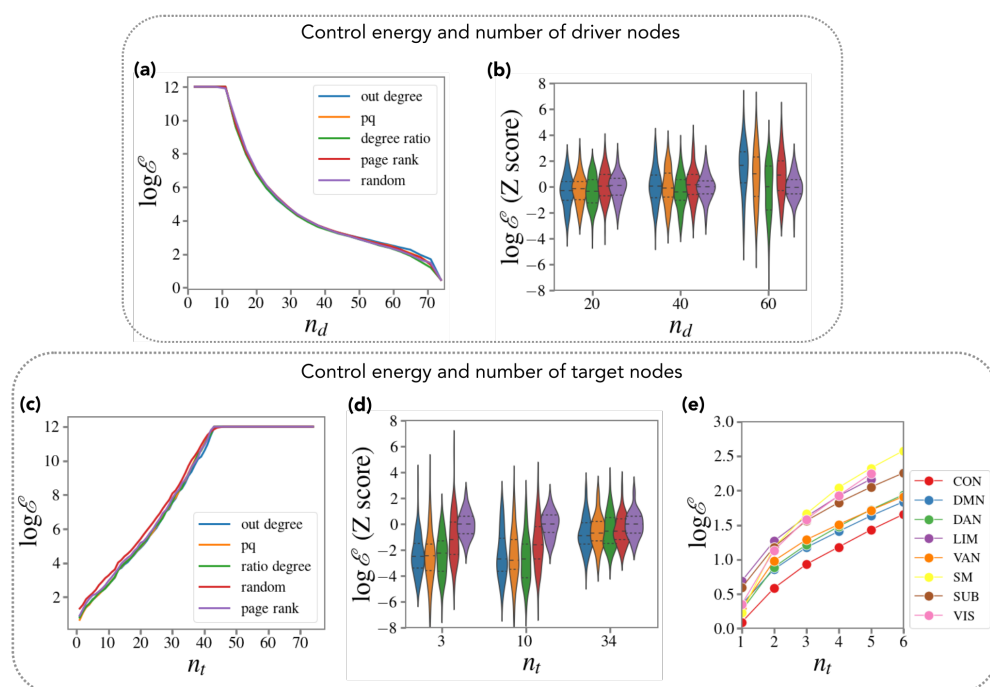 Control energy and number of driver nodes
(a)
12
10
8
6
4
2
0
log ℰ
0 10 20 30 40 50 60 70
n_d
out degree
pq
degree ratio
page rank
random
(b)
8
6
4
2
0
−2
−4
−6
−8
log ℰ (Z score)
20 40 60
n_d
Control energy and number of target nodes
(c)
12
10
8
6
4
2
log ℰ
0 10 20 30 40 50 60 70
n_t
out degree
pq
ratio degree
random
page rank
(d)
8
6
4
2
0
−2
−4
−6
−8
log ℰ (Z score)
3 10 34
n_t
(e)
3.0
2.5
2.0
1.5
1.0
0.5
0.0
log ℰ
1 2 3 4 5 6
n_t
CON
DMN
DAN
LIM
VAN
SM
SUB
VIS